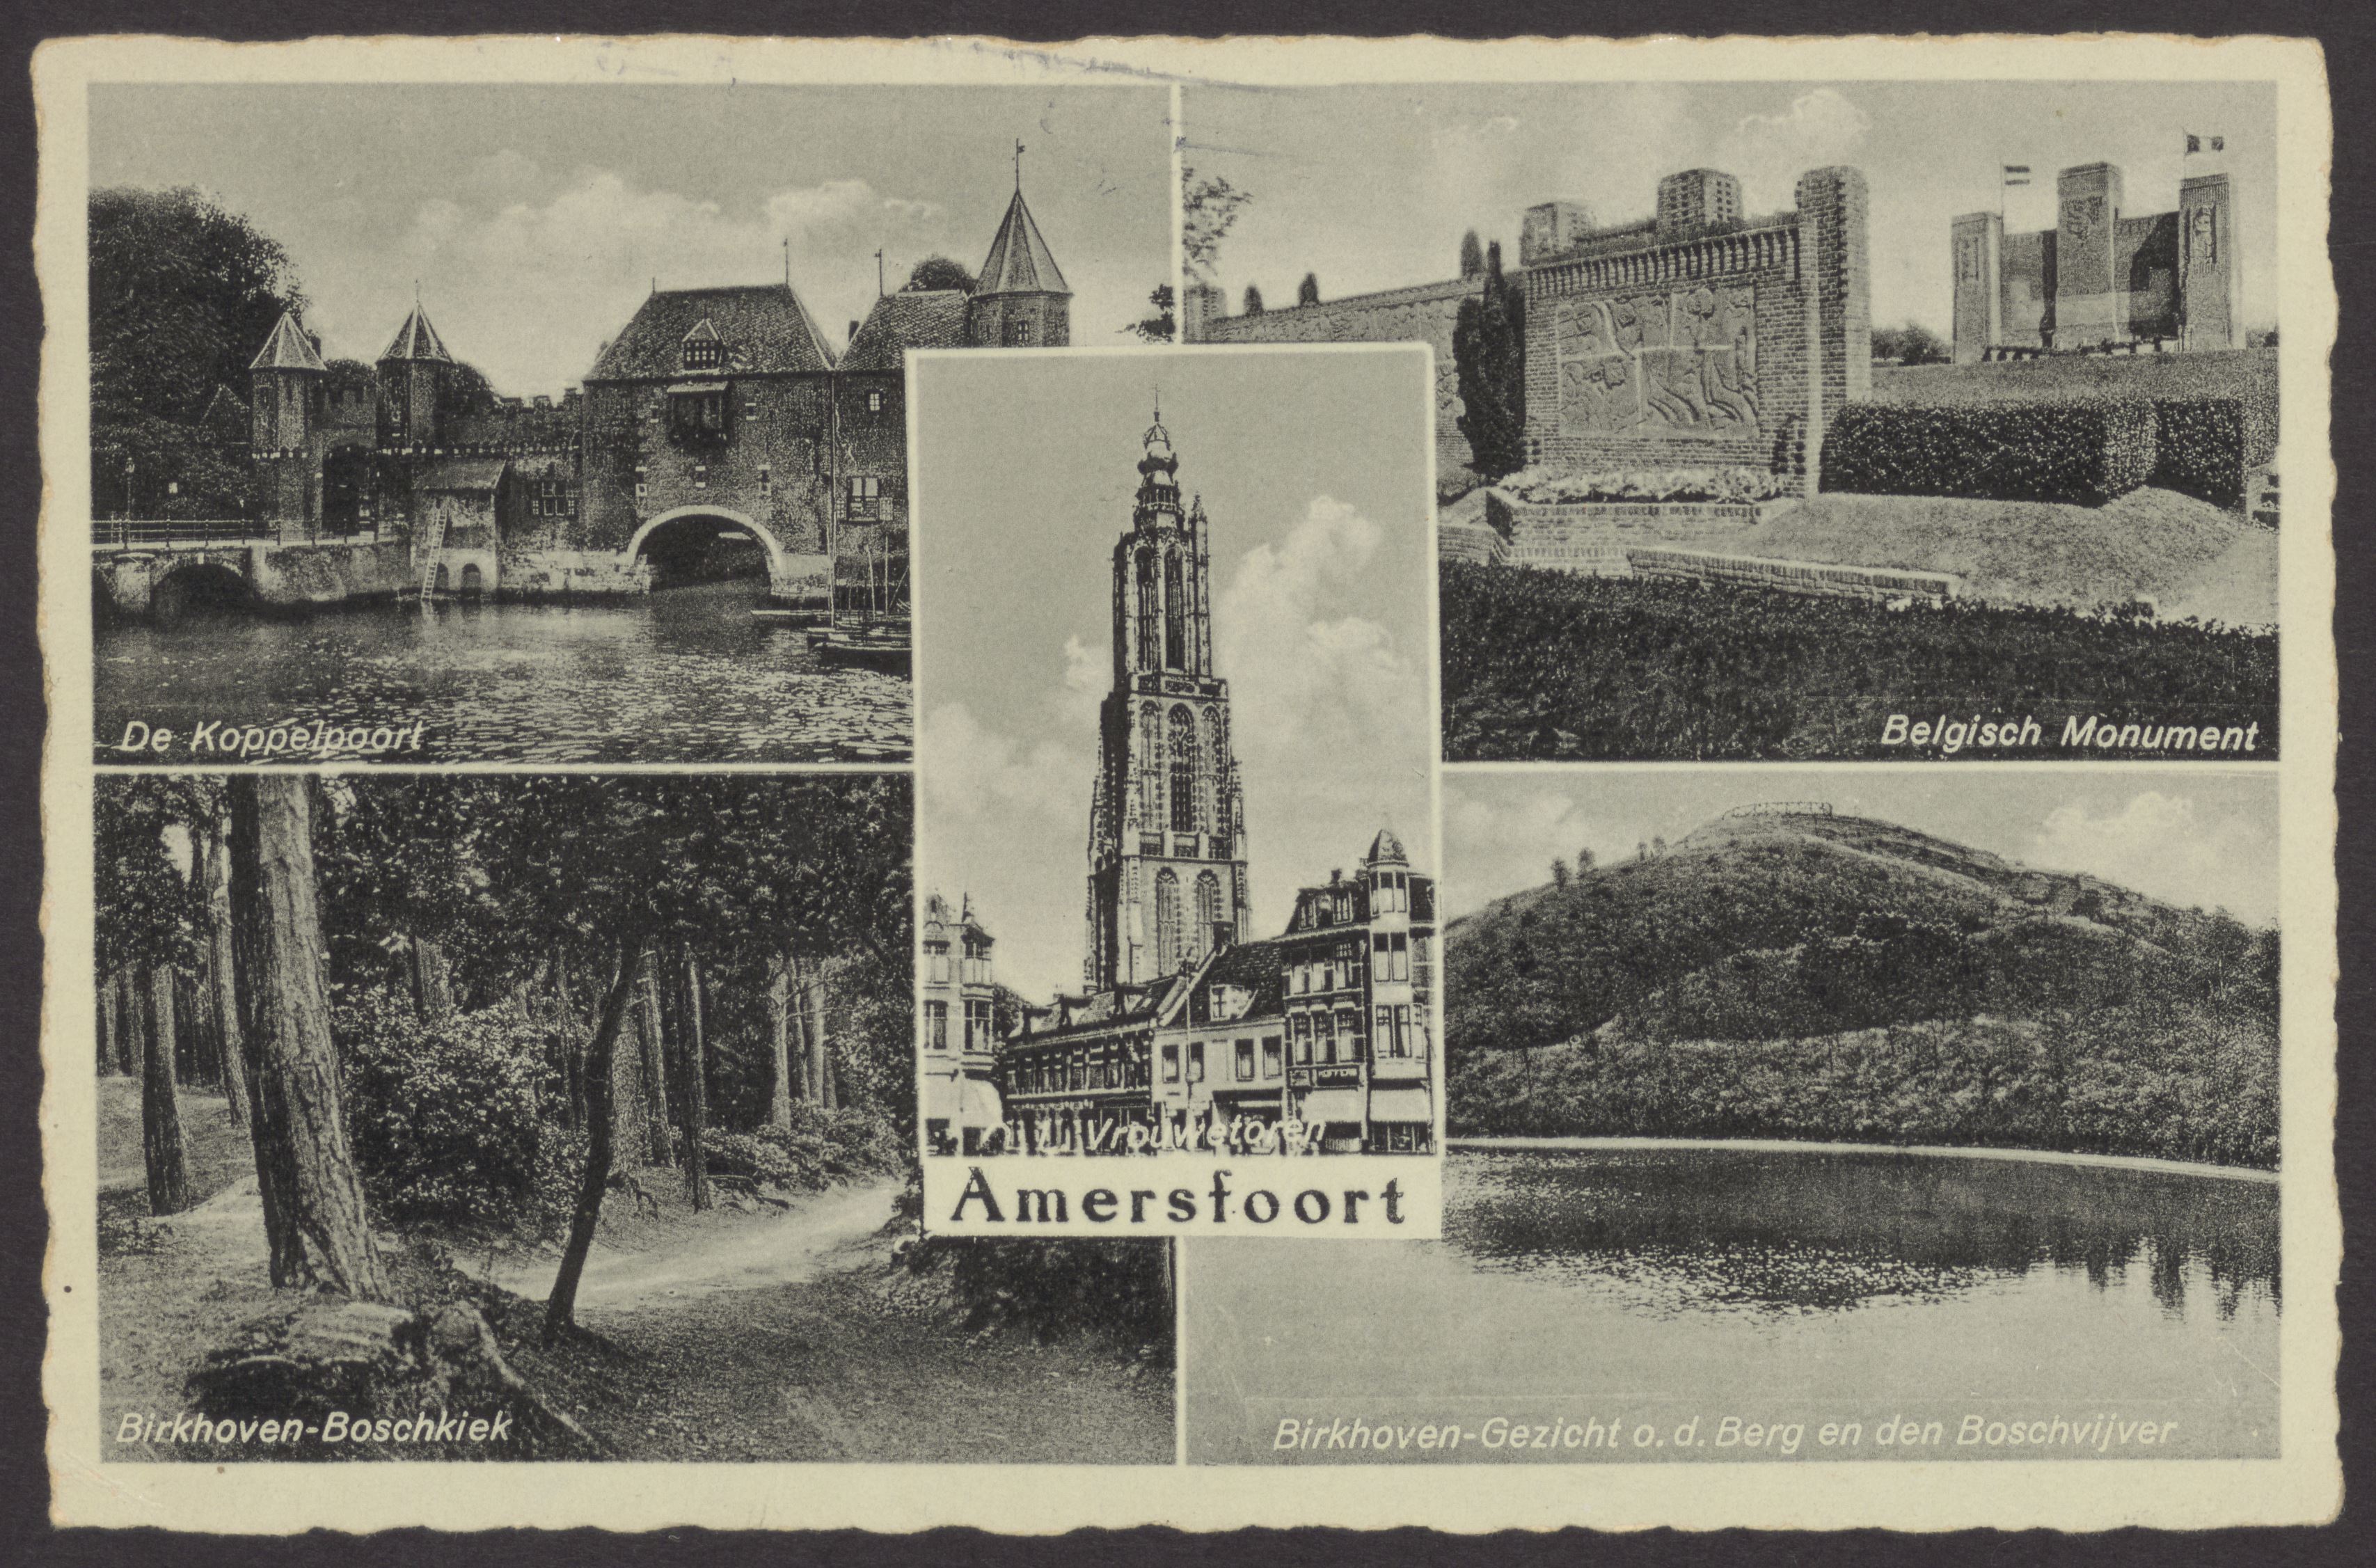 De Koppelpoort
Belgisch Monument
Vrouwetoren
Amersfoort
Birkhoven-Boschkiek
Birkhoven-Gezicht o. d. Berg en den Boschvijver